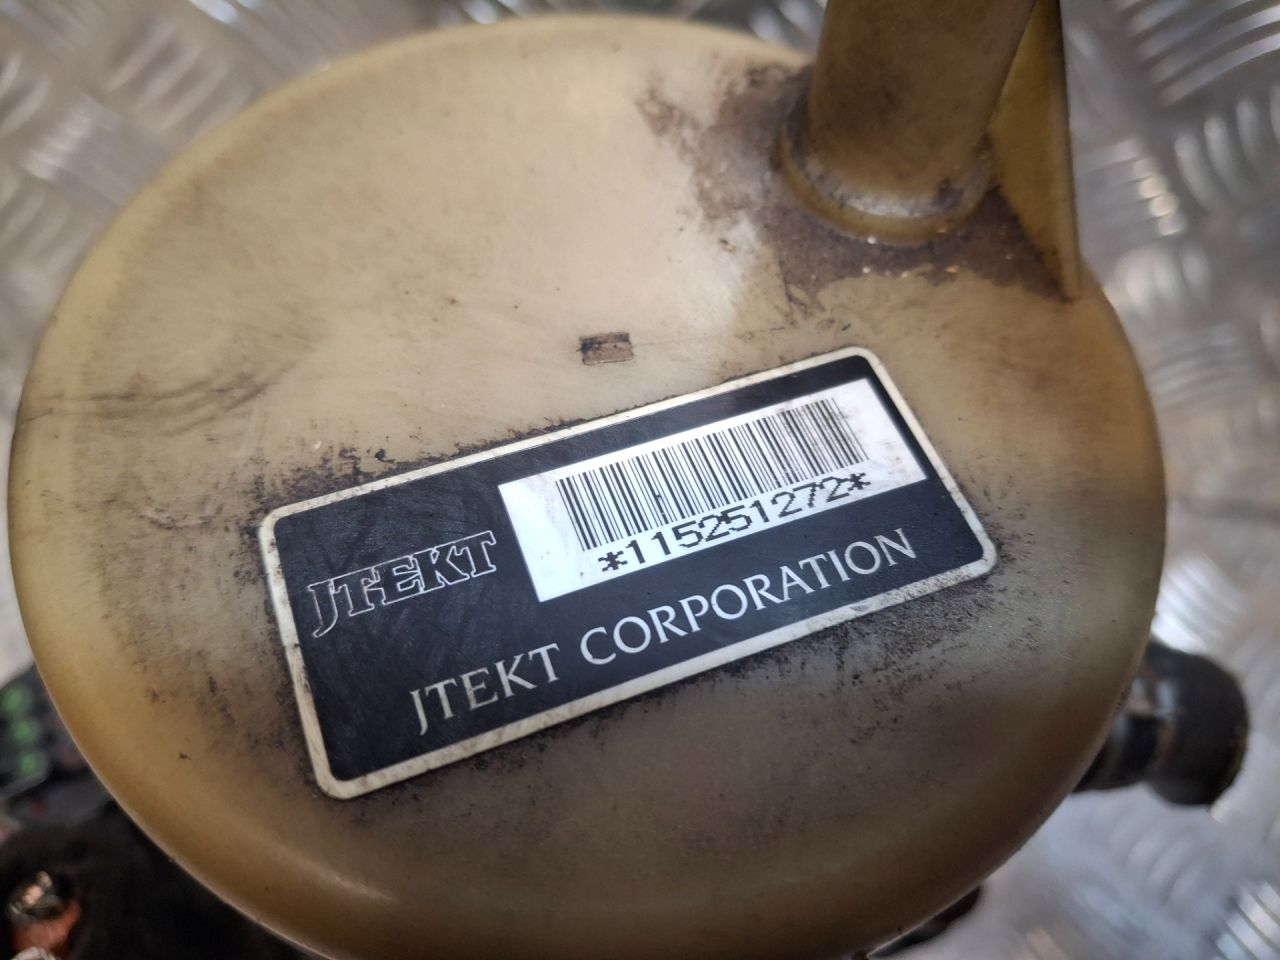 *115251272*
JTEKT
JTEKT CORPORATION